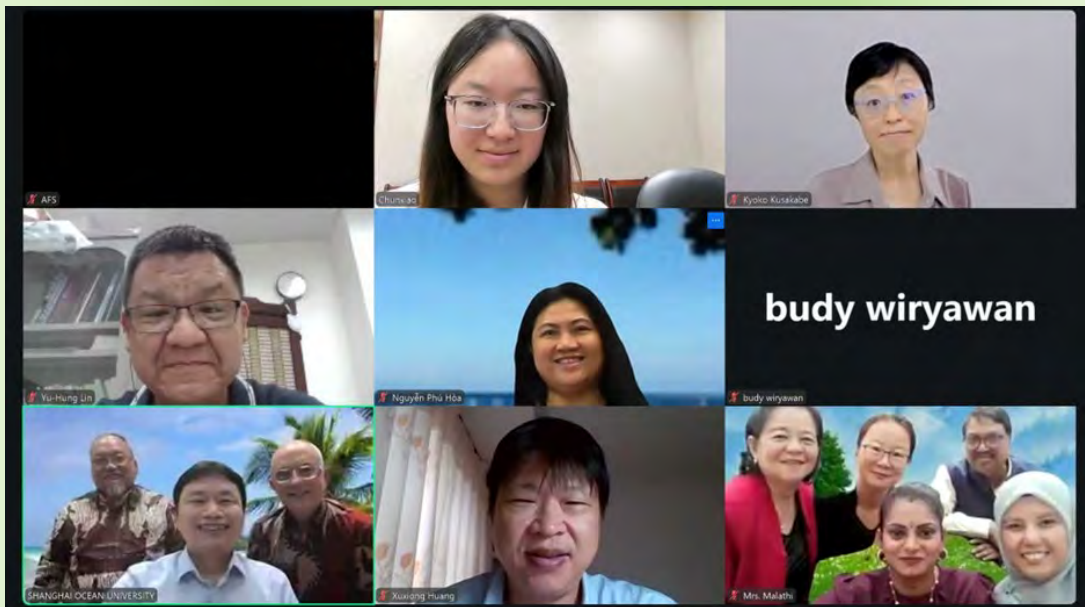 AFS
Chunxiao
Kyoko Kusakabe
Yu-Hung Lin
Nguyễn Phú Hòa
budy wiryawan
budy wiryawan
SHANGHAI OCEAN UNIVERSITY
Xuxiong Huang
Mrs. Malathi